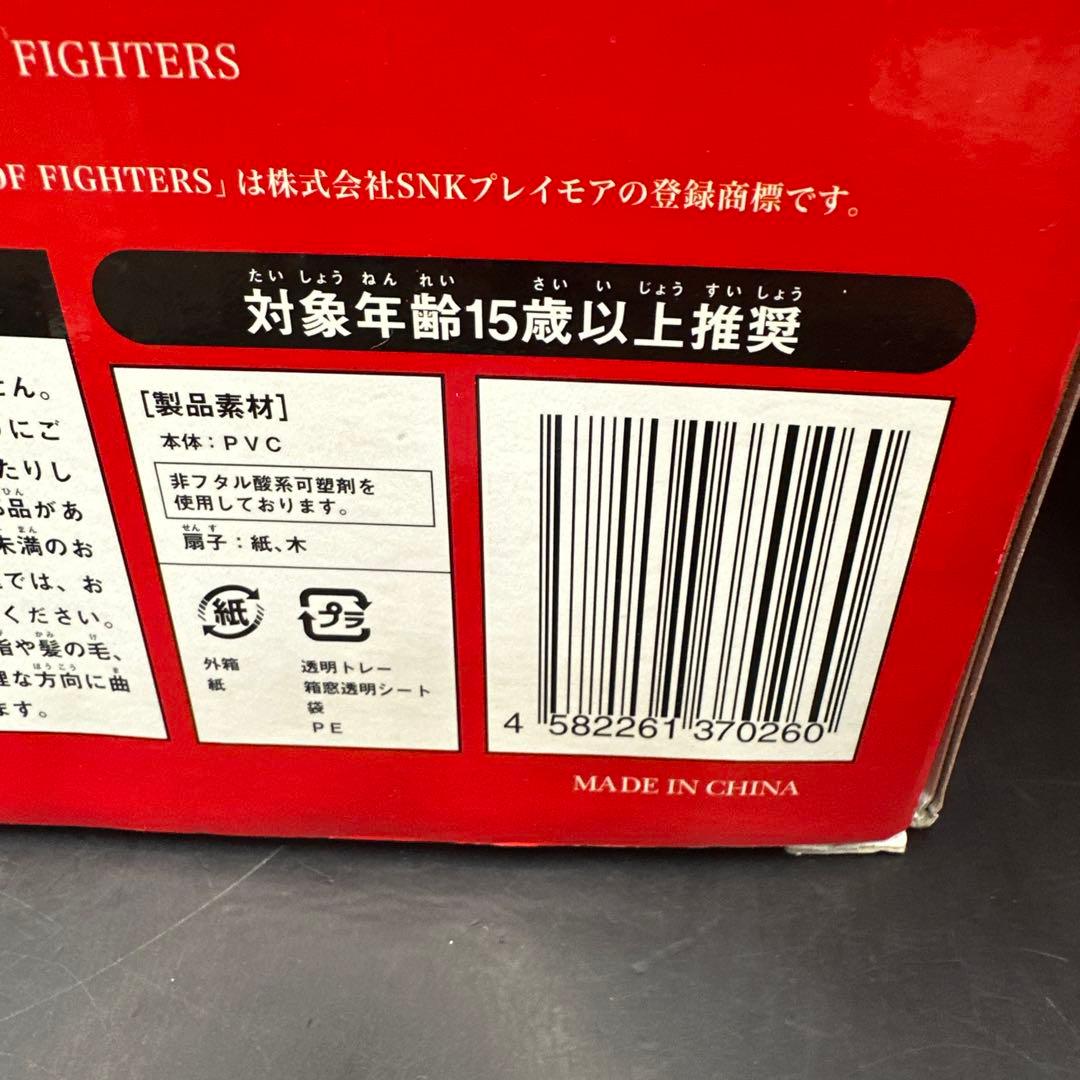 FIGHTERS
OF FIGHTERS」は株式会社SNKプレイモアの登録商標です。
たいしょうねんれい さいいじょうすいしょう
対象年齢15歳以上推奨
ん。
にご
たりし
ひん
品があ
まん
未満のお
では、お
ください。
かみ け
や髪の毛、
ほうこう ま
な方向に曲
ます。
[製品素材]
本体：PVC
非フタル酸系可塑剤を
使用しております。
せんす
扇子：紙、木
紙
プラ
外箱
紙
透明トレー
箱窓透明シート
袋
PE
4 582261 370260
MADE IN CHINA